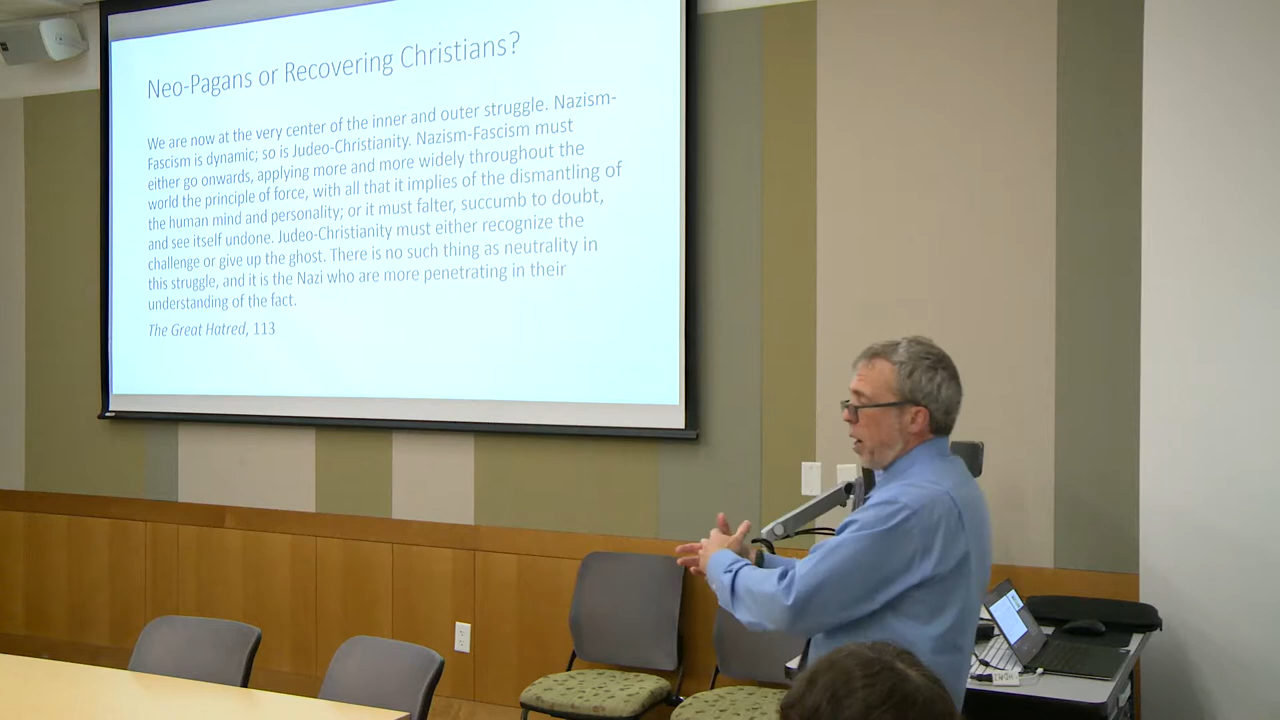 Neo-Pagans or Recovering Christians?
We are now at the very center of the inner and outer struggle. Nazism-
Fascism is dynamic; so is Judeo-Christianity. Nazism-Fascism must
either go onwards, applying more and more widely throughout the
world the principle of force, with all that it implies of the dismantling of
the human mind and personality; or it must falter, succumb to doubt,
and see itself undone. Judeo-Christianity must either recognize the
challenge or give up the ghost. There is no such thing as neutrality in
this struggle, and it is the Nazi who are more penetrating in their
understanding of the fact.
The Great Hatred, 113